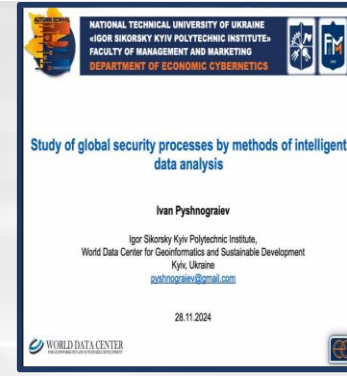 NATIONAL TECHNICAL UNIVERSITY OF UKRAINE
«IGOR SIKORSKY KYIV POLYTECHNIC INSTITUTE»
FACULTY OF MANAGEMENT AND MARKETING
DEPARTMENT OF ECONOMIC CYBERNETICS
Study of global security processes by methods of intelligent
data analysis
Ivan Pyshnograiev
Igor Sikorsky Kyiv Polytechnic Institute,
World Data Center for Geoinformatics and Sustainable Development
Kyiv, Ukraine
pyshnograiev@gmail.com
28.11.2024
WORLD DATA CENTER